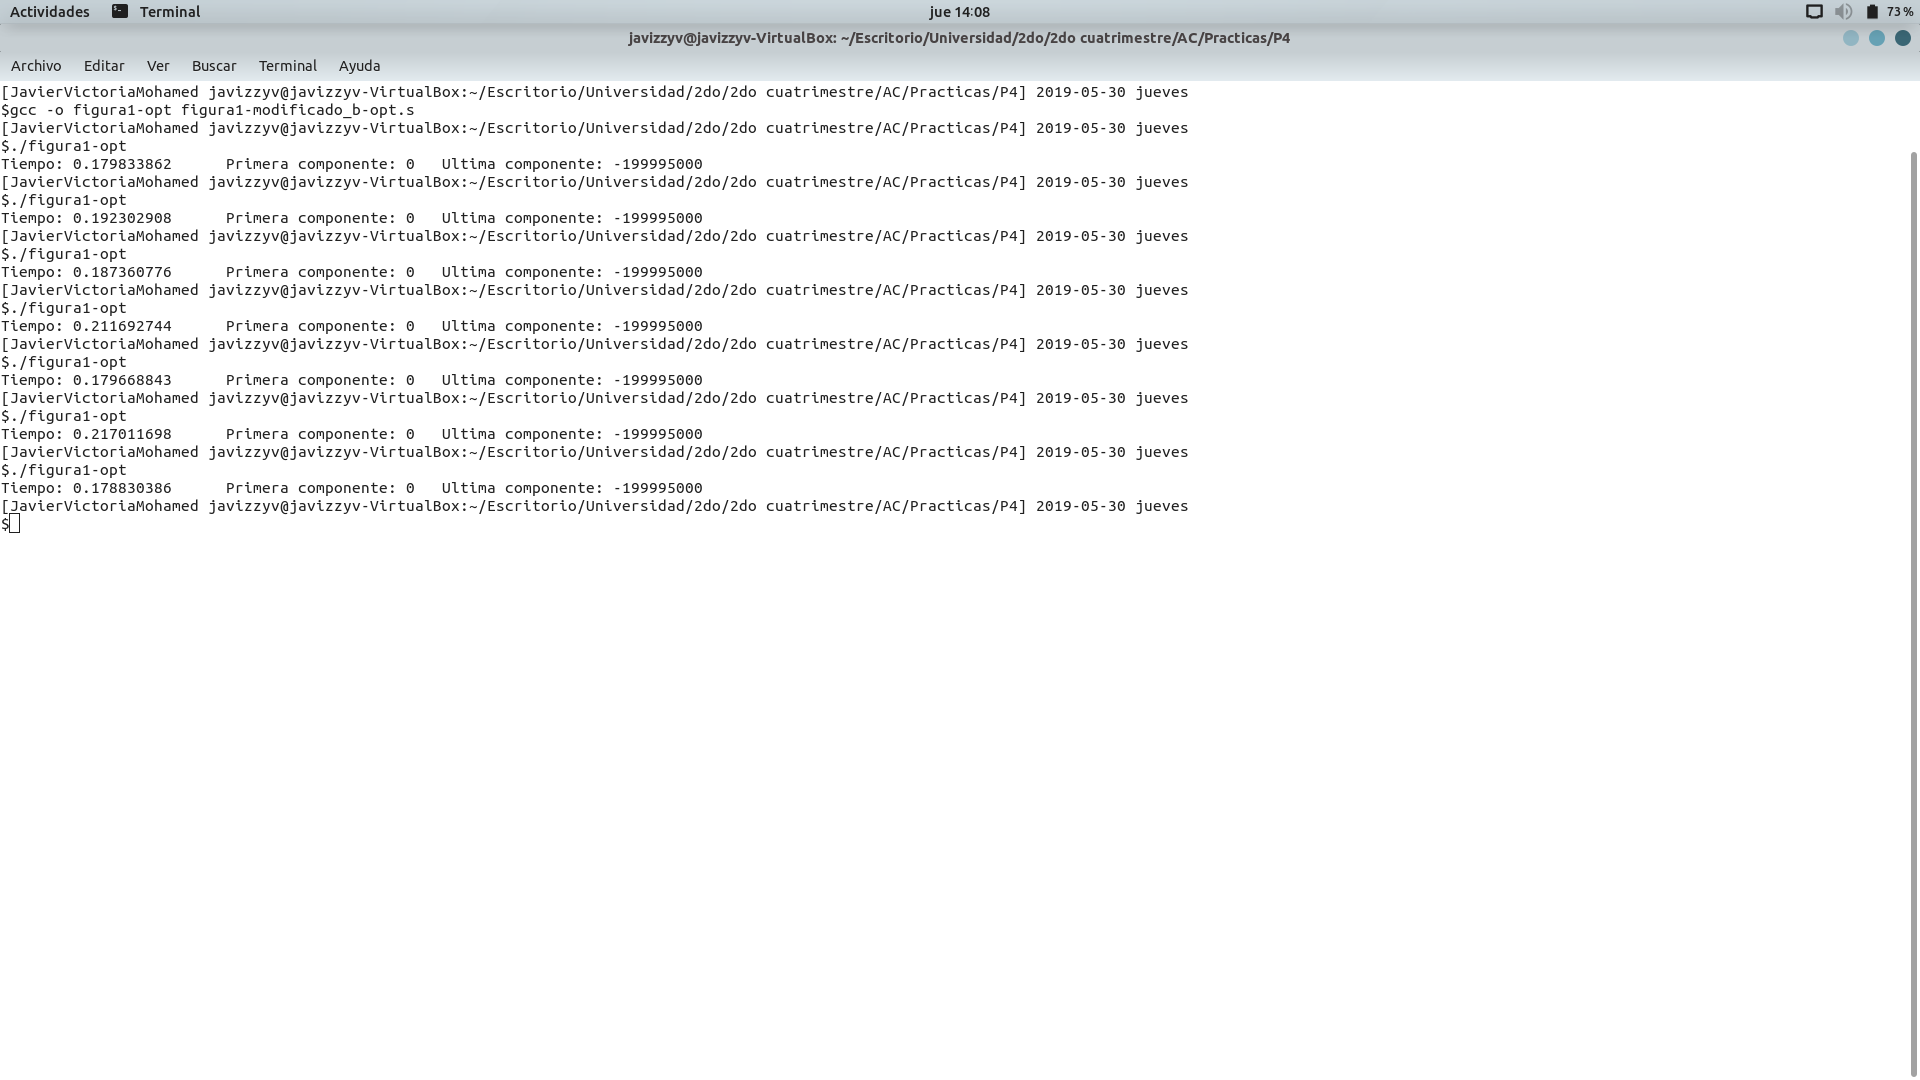 Actividades Terminal jue 14:08 73 %
javizzyv@javizzyv-VirtualBox: ~/Escritorio/Universidad/2do/2do cuatrimestre/AC/Practicas/P4
Archivo Editar Ver Buscar Terminal Ayuda
[JavierVictoriaMohamed javizzyv@javizzyv-VirtualBox:~/Escritorio/Universidad/2do/2do cuatrimestre/AC/Practicas/P4] 2019-05-30 jueves
$gcc -o figura1-opt figura1-modificado_b-opt.s
[JavierVictoriaMohamed javizzyv@javizzyv-VirtualBox:~/Escritorio/Universidad/2do/2do cuatrimestre/AC/Practicas/P4] 2019-05-30 jueves
$./figura1-opt
Tiempo: 0.179833862      Primera componente: 0   Ultima componente: -199995000
[JavierVictoriaMohamed javizzyv@javizzyv-VirtualBox:~/Escritorio/Universidad/2do/2do cuatrimestre/AC/Practicas/P4] 2019-05-30 jueves
$./figura1-opt
Tiempo: 0.192302908      Primera componente: 0   Ultima componente: -199995000
[JavierVictoriaMohamed javizzyv@javizzyv-VirtualBox:~/Escritorio/Universidad/2do/2do cuatrimestre/AC/Practicas/P4] 2019-05-30 jueves
$./figura1-opt
Tiempo: 0.187360776      Primera componente: 0   Ultima componente: -199995000
[JavierVictoriaMohamed javizzyv@javizzyv-VirtualBox:~/Escritorio/Universidad/2do/2do cuatrimestre/AC/Practicas/P4] 2019-05-30 jueves
$./figura1-opt
Tiempo: 0.211692744      Primera componente: 0   Ultima componente: -199995000
[JavierVictoriaMohamed javizzyv@javizzyv-VirtualBox:~/Escritorio/Universidad/2do/2do cuatrimestre/AC/Practicas/P4] 2019-05-30 jueves
$./figura1-opt
Tiempo: 0.179668843      Primera componente: 0   Ultima componente: -199995000
[JavierVictoriaMohamed javizzyv@javizzyv-VirtualBox:~/Escritorio/Universidad/2do/2do cuatrimestre/AC/Practicas/P4] 2019-05-30 jueves
$./figura1-opt
Tiempo: 0.217011698      Primera componente: 0   Ultima componente: -199995000
[JavierVictoriaMohamed javizzyv@javizzyv-VirtualBox:~/Escritorio/Universidad/2do/2do cuatrimestre/AC/Practicas/P4] 2019-05-30 jueves
$./figura1-opt
Tiempo: 0.178830386      Primera componente: 0   Ultima componente: -199995000
[JavierVictoriaMohamed javizzyv@javizzyv-VirtualBox:~/Escritorio/Universidad/2do/2do cuatrimestre/AC/Practicas/P4] 2019-05-30 jueves
$